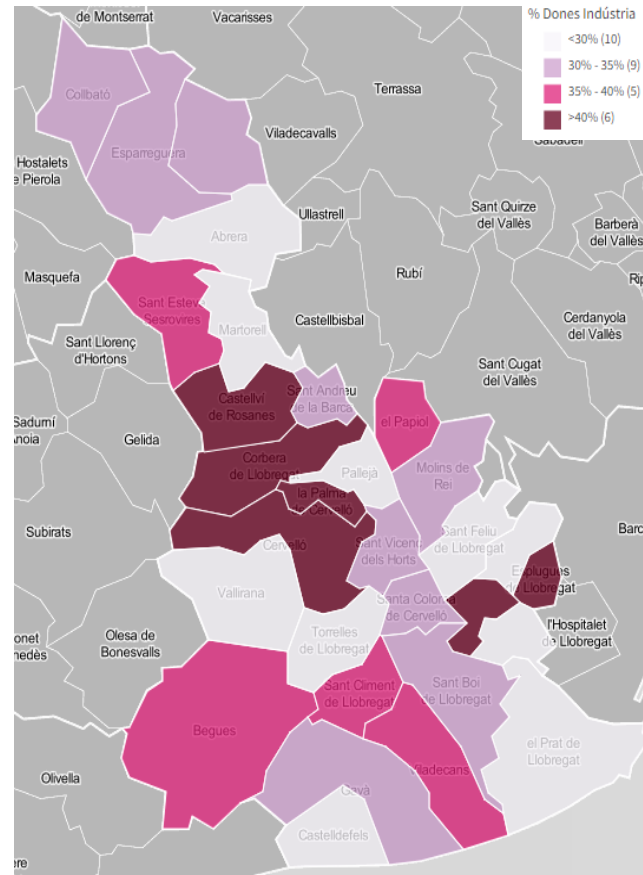 de Montserrat
Vacarisses
% Dones Indústria
<30% (10)
30% - 35% (9)
35% - 40% (5)
>40% (6)
Collbató
Terrassa
Viladecavalls
Esparreguera
Hostalets
de Pierola
Ullastrell
Sant Quirze
del Vallès
Barberà
del Vallès
Abrera
Masquefa
Rubí
Sant Esteve
Sesrovires
Martorell
Castellbisbal
Cerdanyola
del Vallès
Sant Llorenç
d'Hortons
Sant Cugat
del Vallès
Castellví
de Rosanes
Sant Andreu
de la Barca
el Papiol
Gelida
Corbera
de Llobregat
Pallejà
Molins de
Rei
la Palma
de Cervelló
Subirats
Cervelló
Sant Vicenç
dels Horts
Sant Feliu
de Llobregat
Esplugues
de Llobregat
Vallirana
Santa Coloma
de Cervelló
Olesa de
Bonesvalls
Torrelles
de Llobregat
l'Hospitalet
de Llobregat
Sant Climent
de Llobregat
Sant Boi
de Llobregat
Begues
el Prat de
Llobregat
Viladecans
Olivella
Gavà
Castelldefels